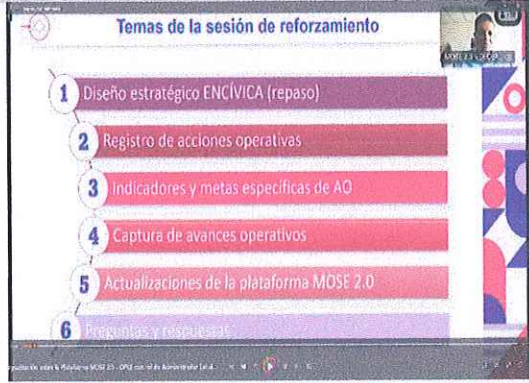 Temas de la sesión de reforzamiento
1 Diseño estratégico ENCÍVICA (repaso)
2 Registro de acciones operativas
3 Indicadores y metas específicas de AO
4 Captura de avances operativos
5 Actualizaciones de la plataforma MOSE 2.0
6 Preguntas y respuestas